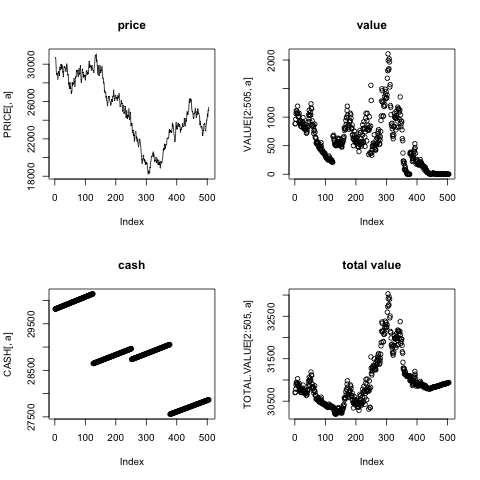 price
PRICE[, a]
18000 22000 26000 30000
0 100 200 300 400 500
Index
value
VALUE[2:505, a]
0 500 1000 2000
0 100 200 300 400 500
Index
cash
CASH[, a]
27500 28500 29500
0 100 200 300 400 500
Index
total value
TOTAL.VALUE[2:505, a]
30500 31500 32500
0 100 200 300 400 500
Index